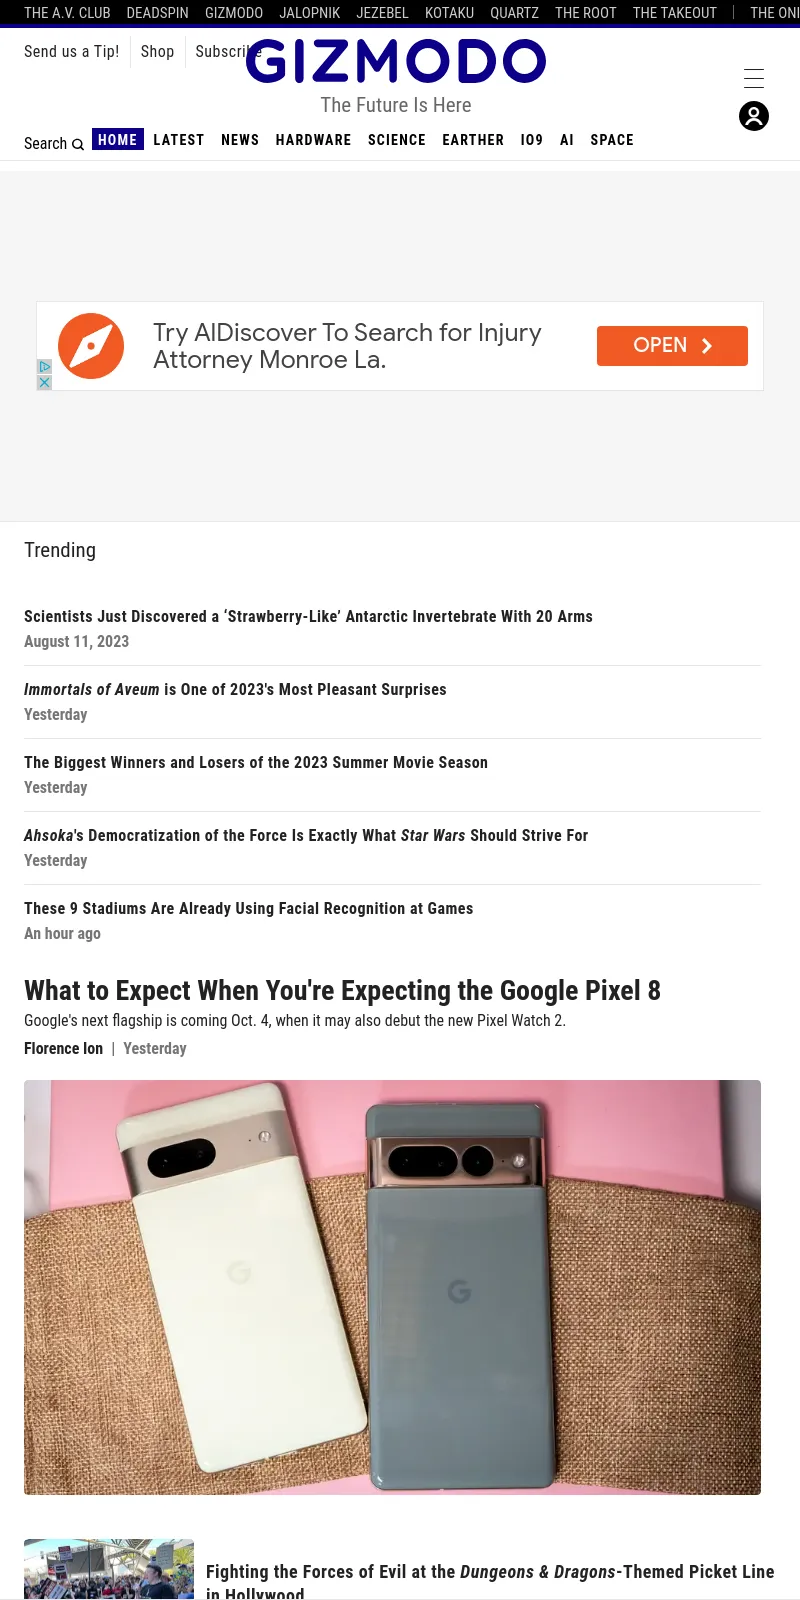 THE A.V. CLUB DEADSPIN GIZMODO JALOPNIK JEZEBEL KOTAKU QUARTZ THE ROOT THE TAKEOUT THE ONI
Send us a Tip! Shop Subscribe
GIZMODO
The Future Is Here
Search HOME LATEST NEWS HARDWARE SCIENCE EARTHER IO9 AI SPACE
Try AIDiscover To Search for Injury
Attorney Monroe La.
OPEN
Trending
Scientists Just Discovered a ‘Strawberry-Like’ Antarctic Invertebrate With 20 Arms
August 11, 2023
Immortals of Aveum is One of 2023's Most Pleasant Surprises
Yesterday
The Biggest Winners and Losers of the 2023 Summer Movie Season
Yesterday
Ahsoka's Democratization of the Force Is Exactly What Star Wars Should Strive For
Yesterday
These 9 Stadiums Are Already Using Facial Recognition at Games
An hour ago
What to Expect When You're Expecting the Google Pixel 8
Google's next flagship is coming Oct. 4, when it may also debut the new Pixel Watch 2.
Florence Ion | Yesterday
Fighting the Forces of Evil at the Dungeons & Dragons-Themed Picket Line
in Hollywood